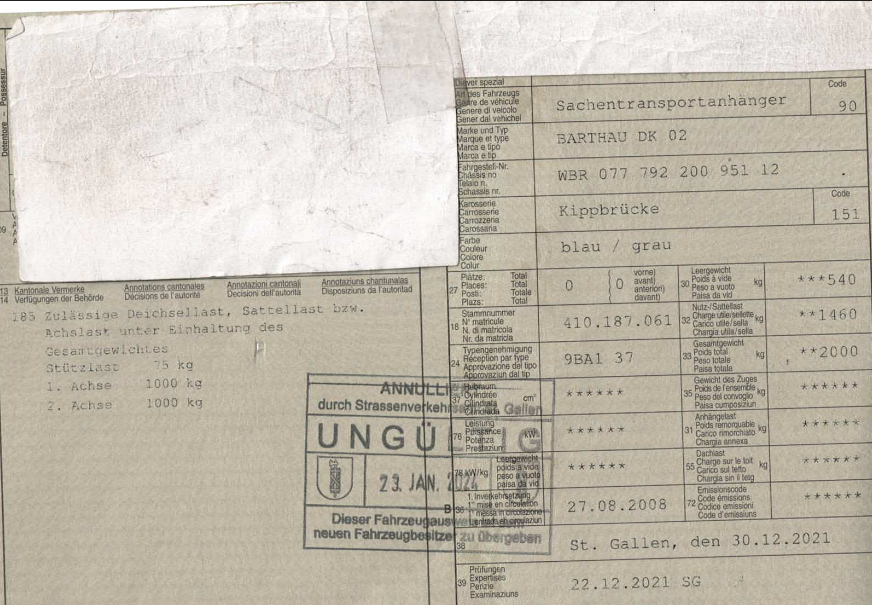 Detentore – Possessur
Art des Fahrzeugs
Genre de véhicule
Genere di veicolo
Gener dal vehichel
Sachentransportanhänger
Code
90
Marke und Typ
Marque et type
Marca e tipo
Marca e tip
BARTHAU DK 02
Fahrgestell-Nr.
Châssis no
Telaio n.
Schassis nr.
WBR 077 792 200 951 12
Karosserie
Carrosserie
Carrozzeria
Carossaria
Kippbrücke
Code
151
Farbe
Couleur
Colore
Colur
blau / grau
27
Plätze: Total
Places: Total
Posti: Totale
Plazs: Total
0
0
vorne)
avant)
anteriori)
davant)
30
Leergewicht
Poids à vide
Peso a vuoto
Paisa da vid
kg
***540
18
Stammnummer
N° matricule
N. di matricola
Nr. da matricla
410.187.061
32
Nutz-/Sattellast
Charge utile/sellette
Carico utile/sella
Chargia utila/sella
kg
**1460
24
Typengenehmigung
Réception par type
Approvazione del tipo
Approvaziun dal tip
9BA1 37
33
Gesamtgewicht
Poids total
Peso totale
Paisa totala
kg
**2000
37
Hubraum
Cylindrée
Cilindrata
Cilindrada
cm³
******
35
Gewicht des Zuges
Poids de l'ensemble
Peso del convoglio
Paisa cumposiziun
kg
******
76
Leistung
Puissance
Potenza
Prestaziun
kW
******
31
Anhängelast
Poids remorquable
Carico rimorchiato
Chargia annexa
kg
******
78 kW/kg
Leergewicht
poids à vide
peso a vuoto
paisa da vid
******
55
Dachlast
Charge sur le toit
Carico sul tetto
Chargia sin il tetg
kg
******
B
36
1. Inverkehrsetzung
mise en circulation
messa in circolazione
27.08.2008
72
Emissionscode
Code émissions
Codice emissioni
Code d'emissiuns
******
38
St. Gallen, den 30.12.2021
39
Prüfungen
Expertises
Perizie
Examinaziuns
22.12.2021 SG
13 Kantonale Vermerke Annotations cantonales Annotazioni cantonali Annotaziuns chantunalas
14 Verfügungen der Behörde Décisions de l'autorité Decisioni dell'autorità Disposiziuns da l'autoritad
185 Zulässige Deichsellast, Sattellast bzw.
Achslast unter Einhaltung des
Gesamtgewichtes
Stützlast 75 kg
1. Achse 1000 kg
2. Achse 1000 kg
durch Strassenverkehrs Gallen
23. JAN. 2024
Dieser Fahrzeugausweis
neuen Fahrzeugbesitzer zu übergeben